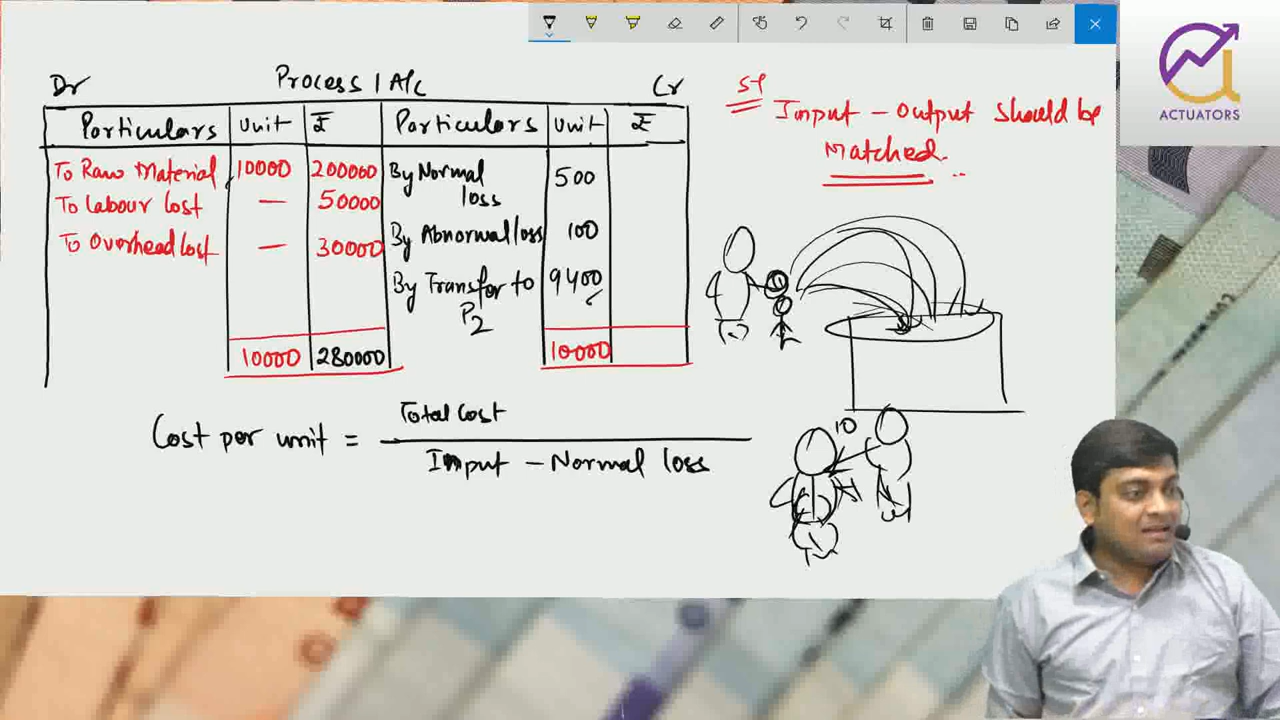 Dr Process 1 A/c Cr
Particulars Unit ₹ Particulars Unit ₹
To Raw Material 10000 200000 By Normal loss 500
To Labour cost — 50000
To Overhead cost — 30000 By Abnormal loss 100
By Transfer to P2 9400
10000 280000 10000
Cost per unit = Total cost
Input - Normal loss
Input - Output should be
Matched.
10
ACTUATORS